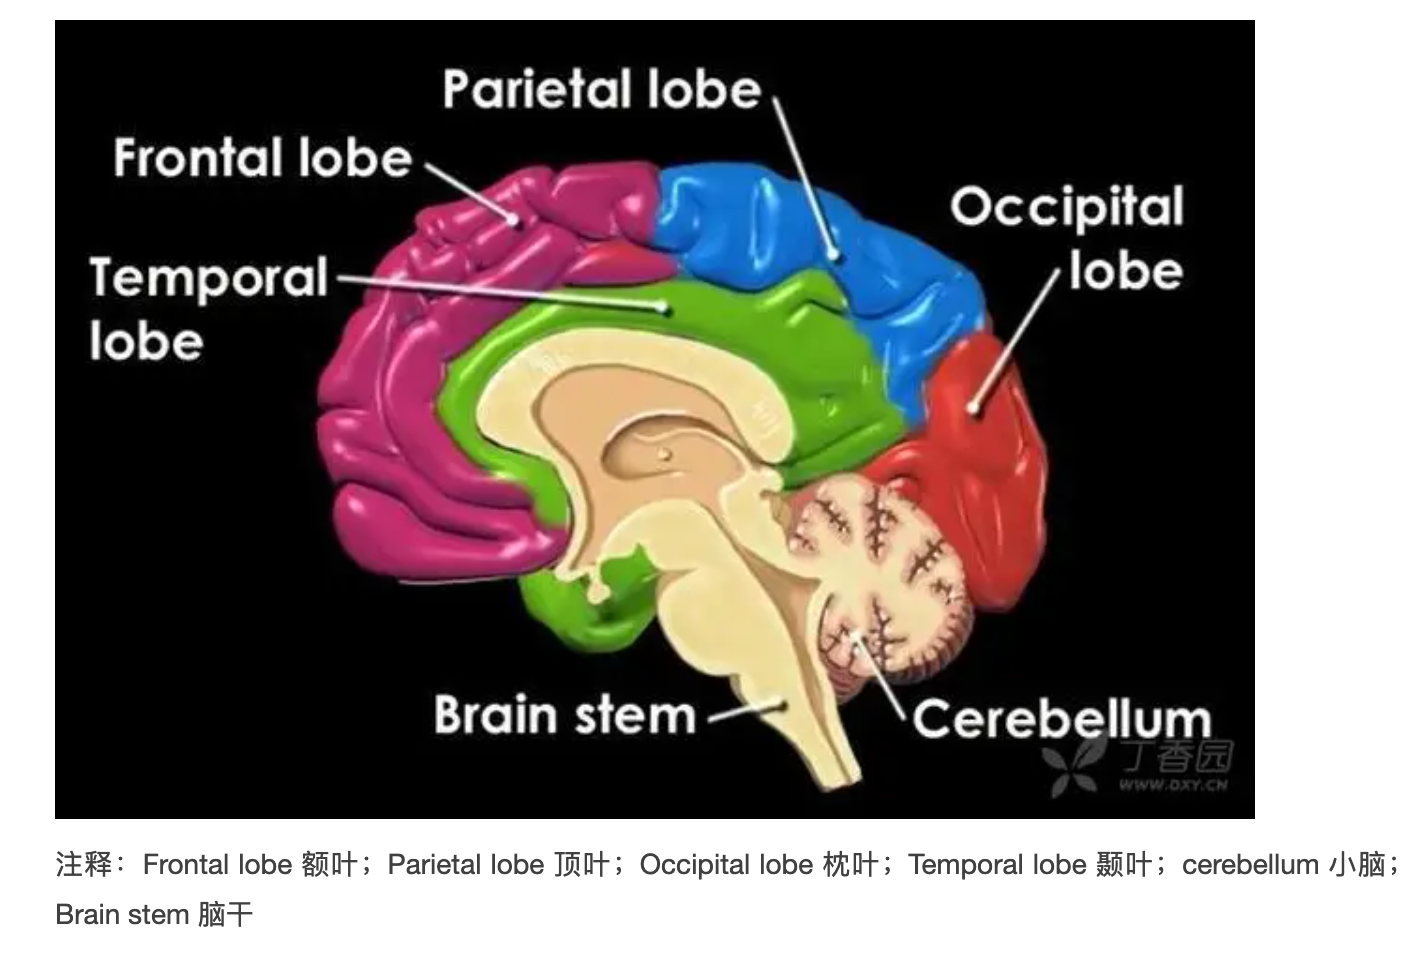 Parietal lobe
Frontal lobe
Occipital
lobe
Temporal
lobe
Brain stem
Cerebellum
丁香园
WWW.DXY.CN
注释：Frontal lobe 额叶；Parietal lobe 顶叶；Occipital lobe 枕叶；Temporal lobe 颞叶；cerebellum 小脑；
Brain stem 脑干